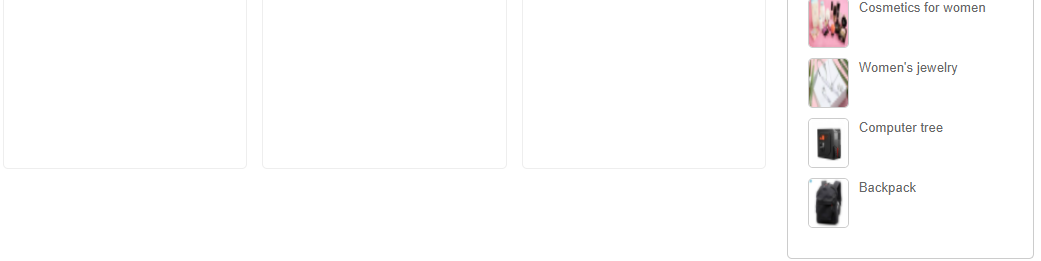 Cosmetics for women
Women's jewelry
Computer tree
Backpack